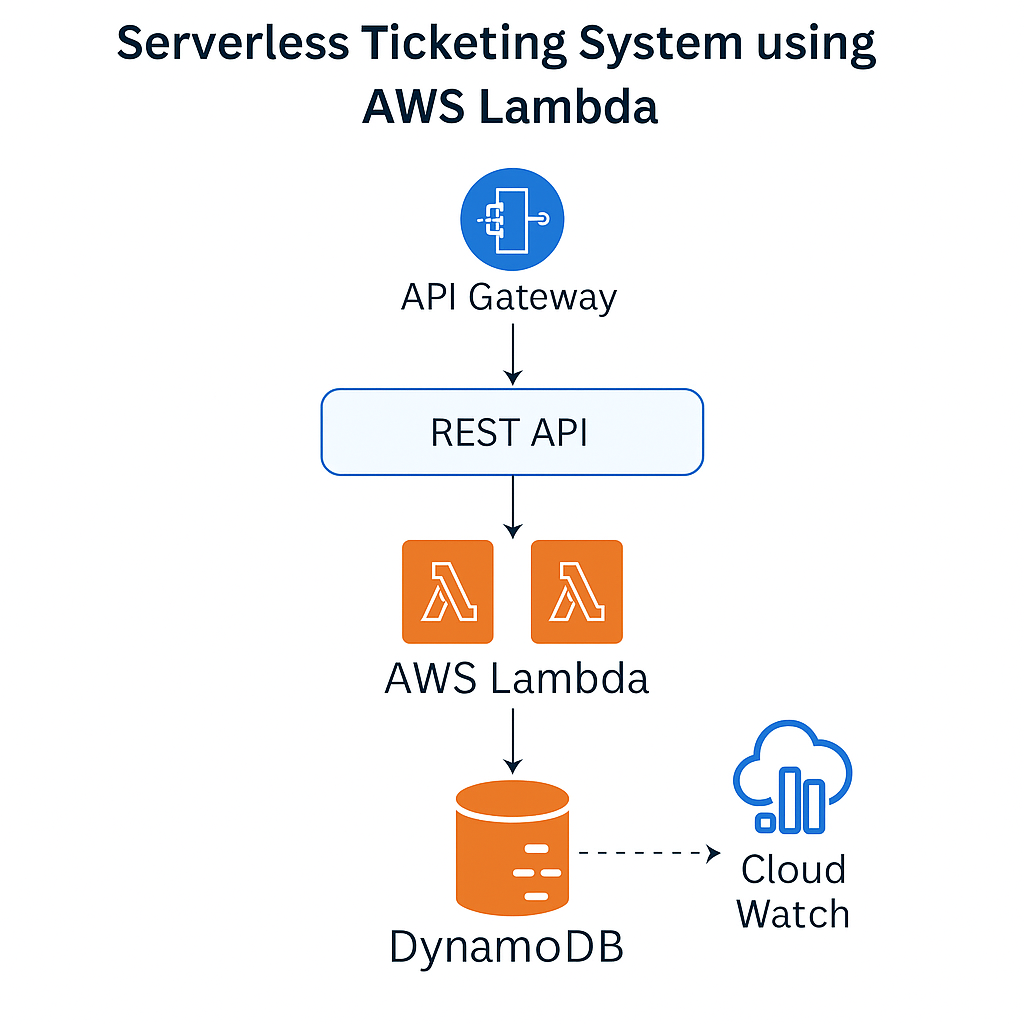 Serverless Ticketing System using
AWS Lambda
API Gateway
REST API
AWS Lambda
DynamoDB
Cloud
Watch